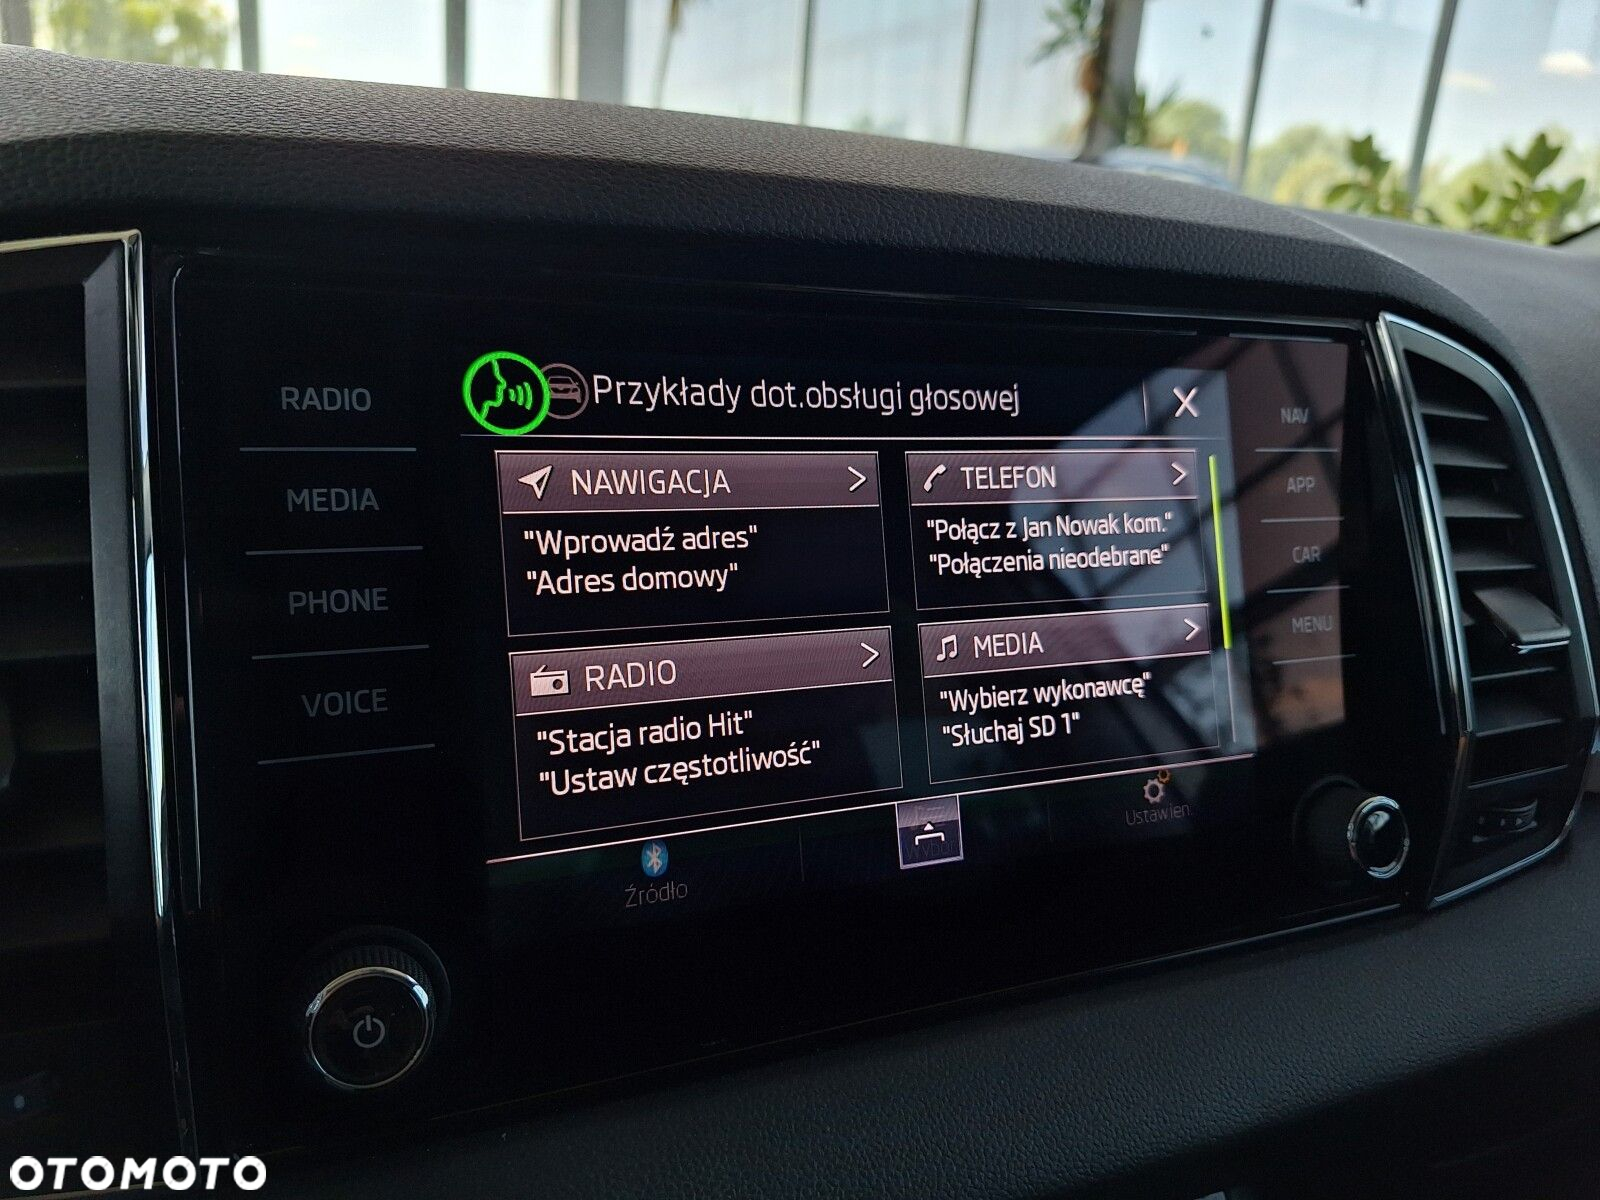 RADIO
MEDIA
PHONE
VOICE
Przykłady dot.obsługi głosowej
X
NAWIGACJA >
"Wprowadź adres"
"Adres domowy"
TELEFON >
"Połącz z Jan Nowak kom."
"Połączenia nieodebrane"
RADIO >
"Stacja radio Hit"
"Ustaw częstotliwość"
MEDIA >
"Wybierz wykonawcę"
"Słuchaj SD 1"
Źródło
Ustawien.
NAV
APP
CAR
MENU
OTOMOTO